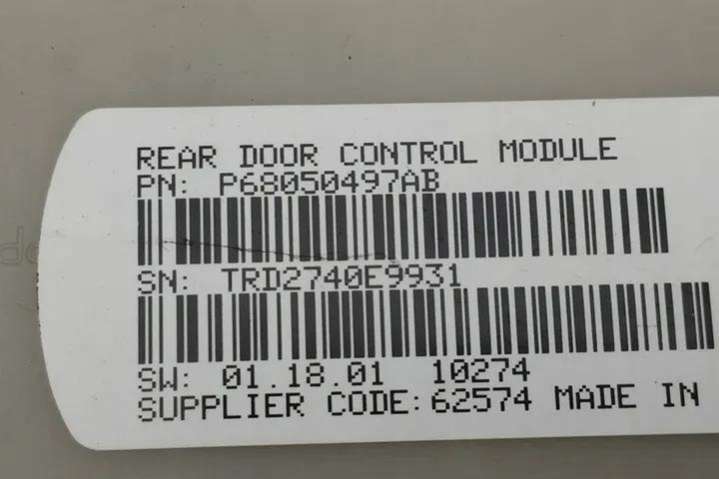 REAR DOOR CONTROL MODULE
PN: P68050497AB
SN: TRD2740E9931
SW: 01.18.01 10274
SUPPLIER CODE: 62574 MADE IN